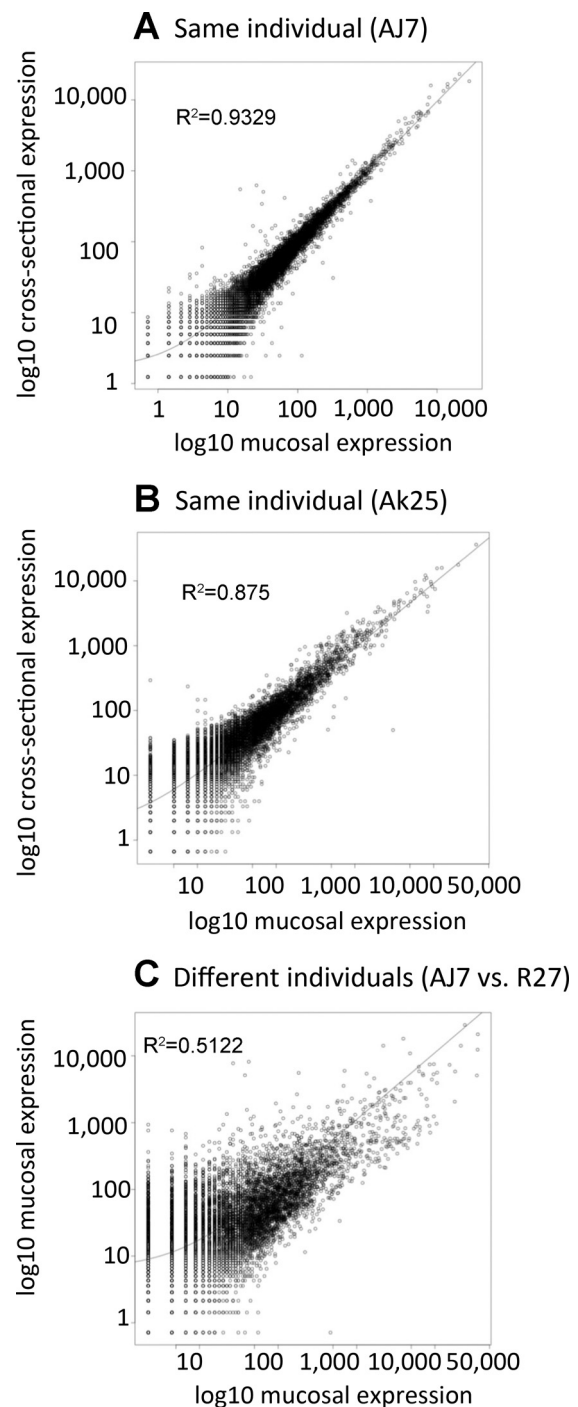 A Same individual (AJ7)
log10 cross-sectional expression
R²=0.9329
10,000
1,000
100
10
1
1 10 100 1,000 10,000
log10 mucosal expression
B Same individual (Ak25)
log10 cross-sectional expression
R²=0.875
10,000
1,000
100
10
1
10 100 1,000 10,000 50,000
log10 mucosal expression
C Different individuals (AJ7 vs. R27)
log10 mucosal expression
R²=0.5122
10,000
1,000
100
10
1
10 100 1,000 10,000 50,000
log10 mucosal expression